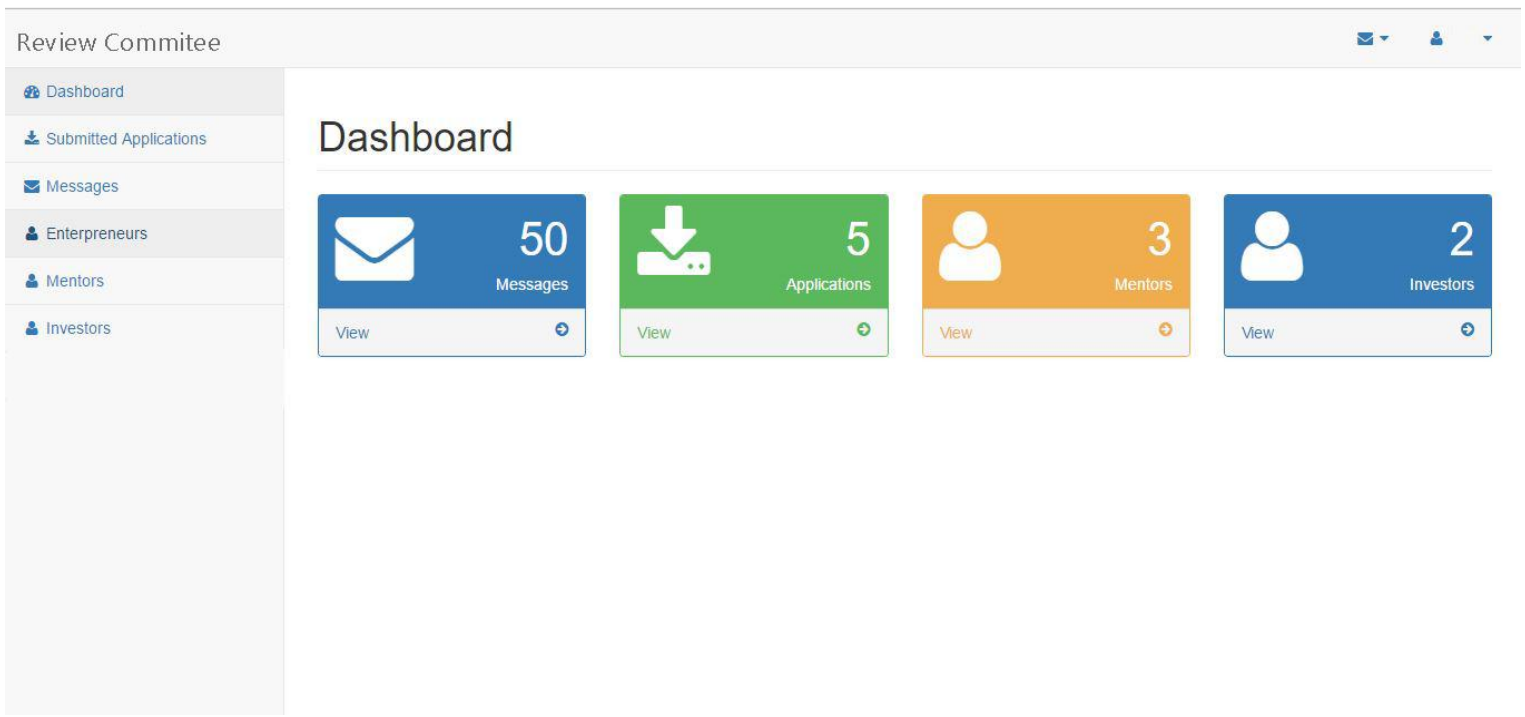 Review Commitee
Dashboard
Submitted Applications
Messages
Enterpreneurs
Mentors
Investors
Dashboard
50
Messages
View
5
Applications
View
3
Mentors
View
2
Investors
View